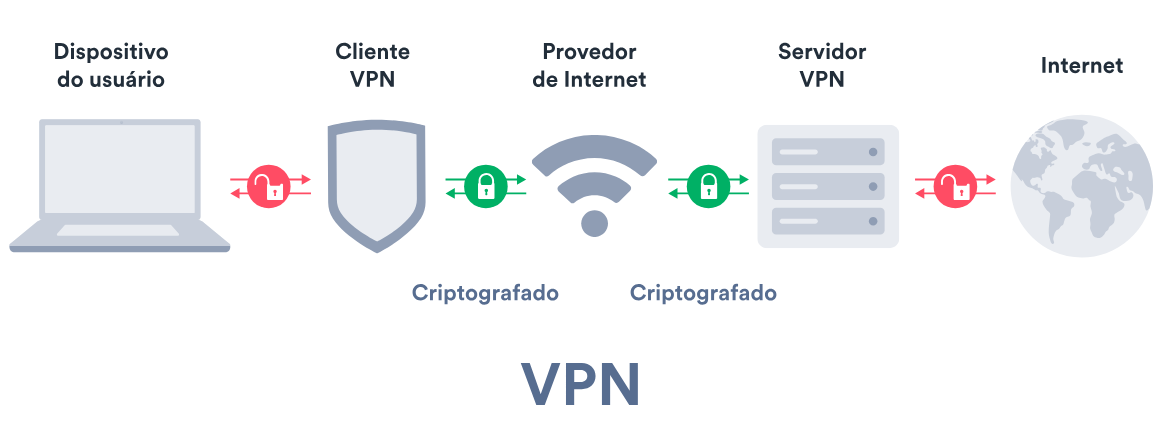 Dispositivo
do usuário
Cliente
VPN
Provedor
de Internet
Servidor
VPN
Internet
Criptografado
Criptografado
VPN